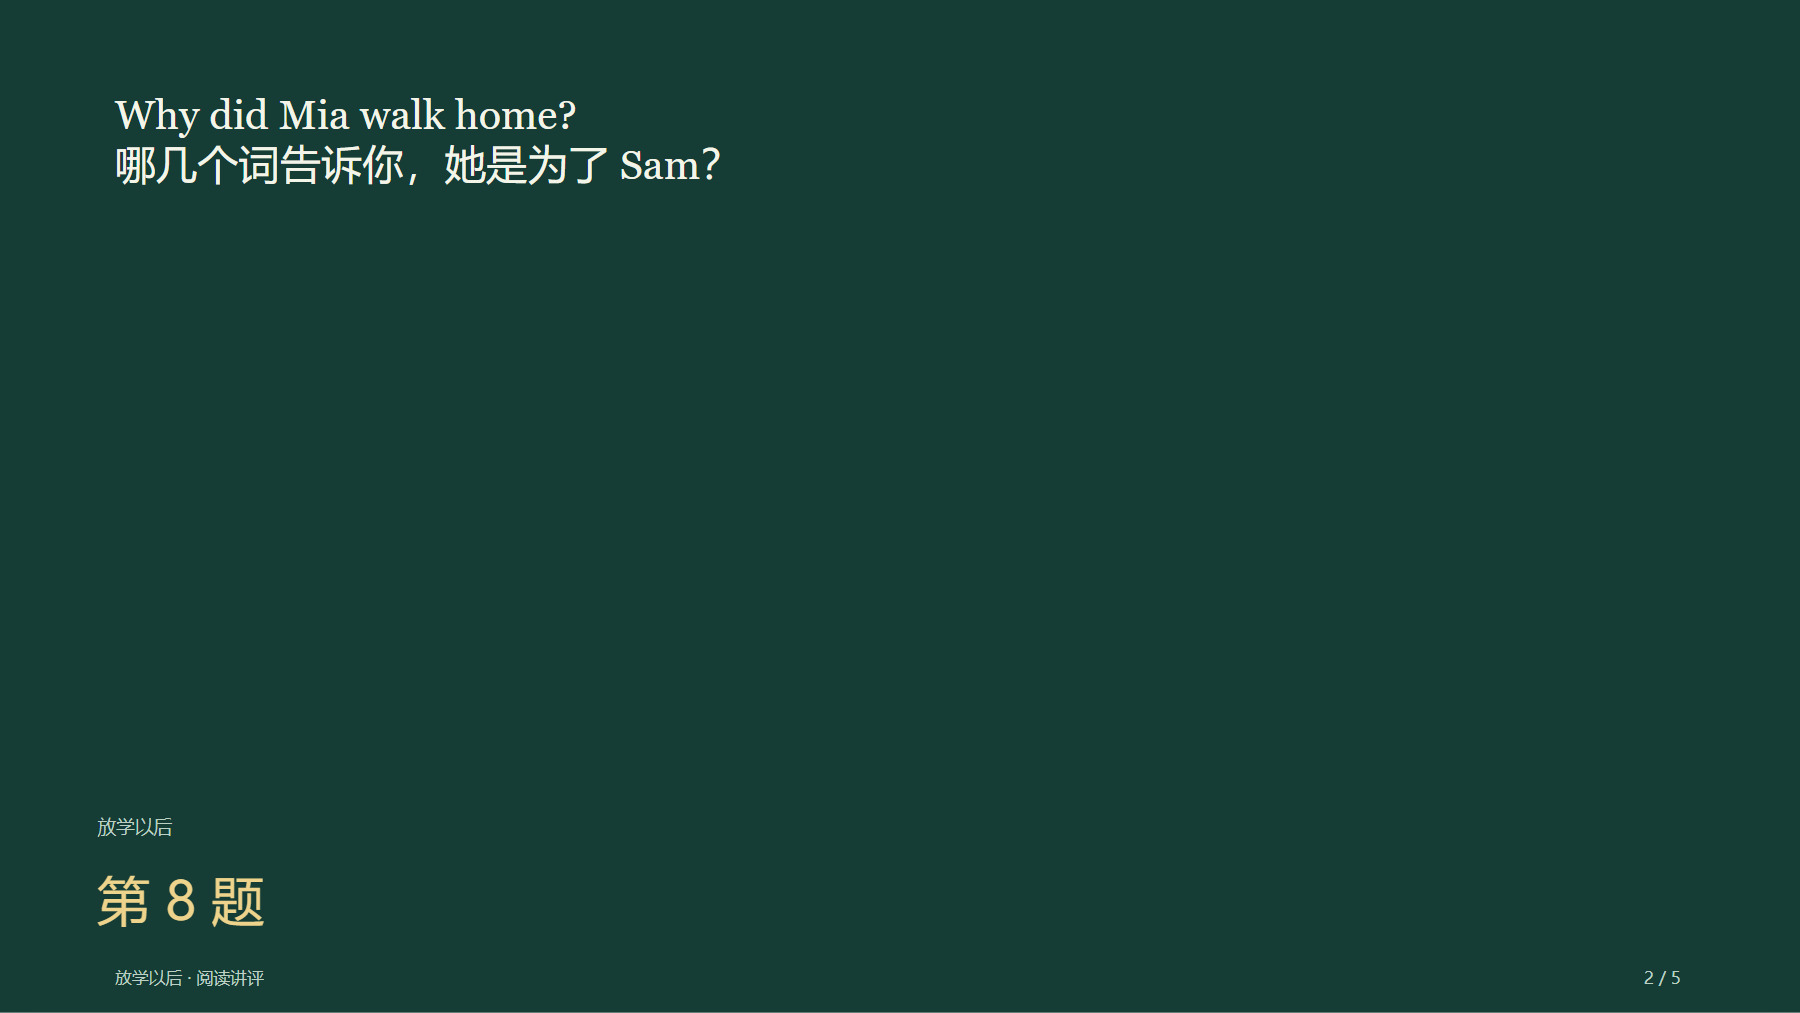 Why did Mia walk home?
哪几个词告诉你，她是为了 Sam？
放学以后
第 8 题
放学以后 · 阅读讲评
2 / 5